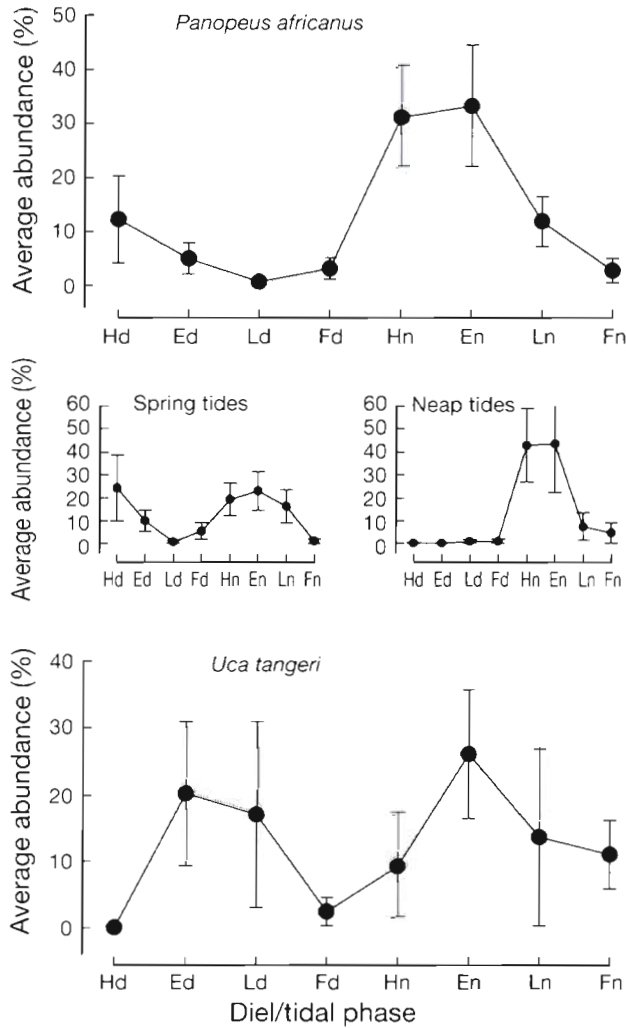 Panopeus africanus
Average abundance (%)
50
40
30
20
10
0
Hd Ed Ld Fd Hn En Ln Fn
Spring tides
Average abundance (%)
60
50
40
30
20
10
0
Hd Ed Ld Fd Hn En Ln Fn
Neap tides
60
50
40
30
20
10
0
Hd Ed Ld Fd Hn En Ln Fn
Uca tangeri
Average abundance (%)
40
30
20
10
0
Hd Ed Ld Fd Hn En Ln Fn
Diel/tidal phase